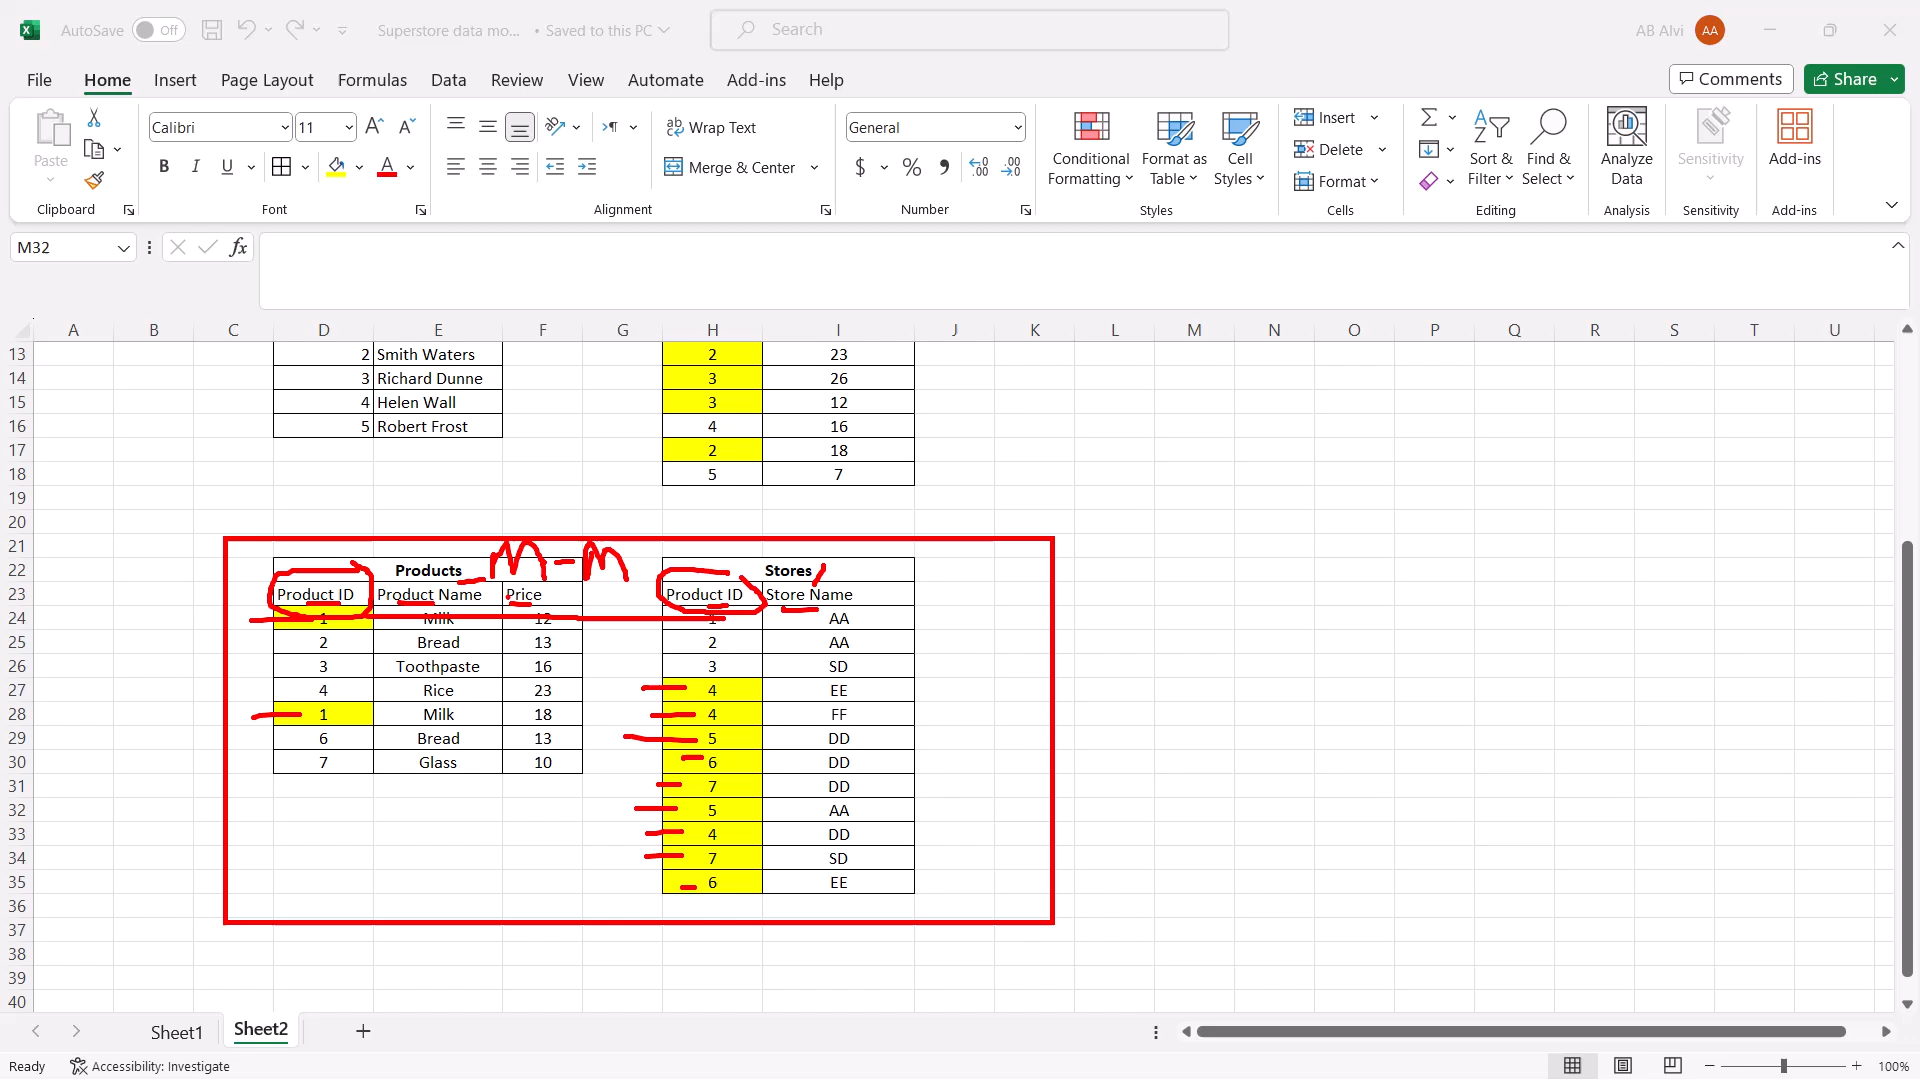 AutoSave Off Superstore data mo... • Saved to this PC Search AB Alvi AA
File Home Insert Page Layout Formulas Data Review View Automate Add-ins Help Comments Share
Paste Calibri 11 Wrap Text General Conditional Formatting Format as Table Cell Styles Insert Sort & Filter Find & Select Analyze Data Sensitivity Add-ins
B I U Merge & Center $ % Delete
Format
Clipboard Font Alignment Number Styles Cells Editing Analysis Sensitivity Add-ins
M32 fx
A B C D E F G H I J K L M N O P Q R S T U
13 2 Smith Waters 2 23
14 3 Richard Dunne 3 26
15 4 Helen Wall 3 12
16 5 Robert Frost 4 16
17 2 18
18 5 7
19
20
21 M-M
22 Products Stores
23 Product ID Product Name Price Product ID Store Name
24 1 Milk 12 1 AA
25 2 Bread 13 2 AA
26 3 Toothpaste 16 3 SD
27 4 Rice 23 4 EE
28 1 Milk 18 4 FF
29 6 Bread 13 5 DD
30 7 Glass 10 6 DD
31 7 DD
32 5 AA
33 4 DD
34 7 SD
35 6 EE
36
37
38
39
40
Sheet1 Sheet2
Ready Accessibility: Investigate 100%